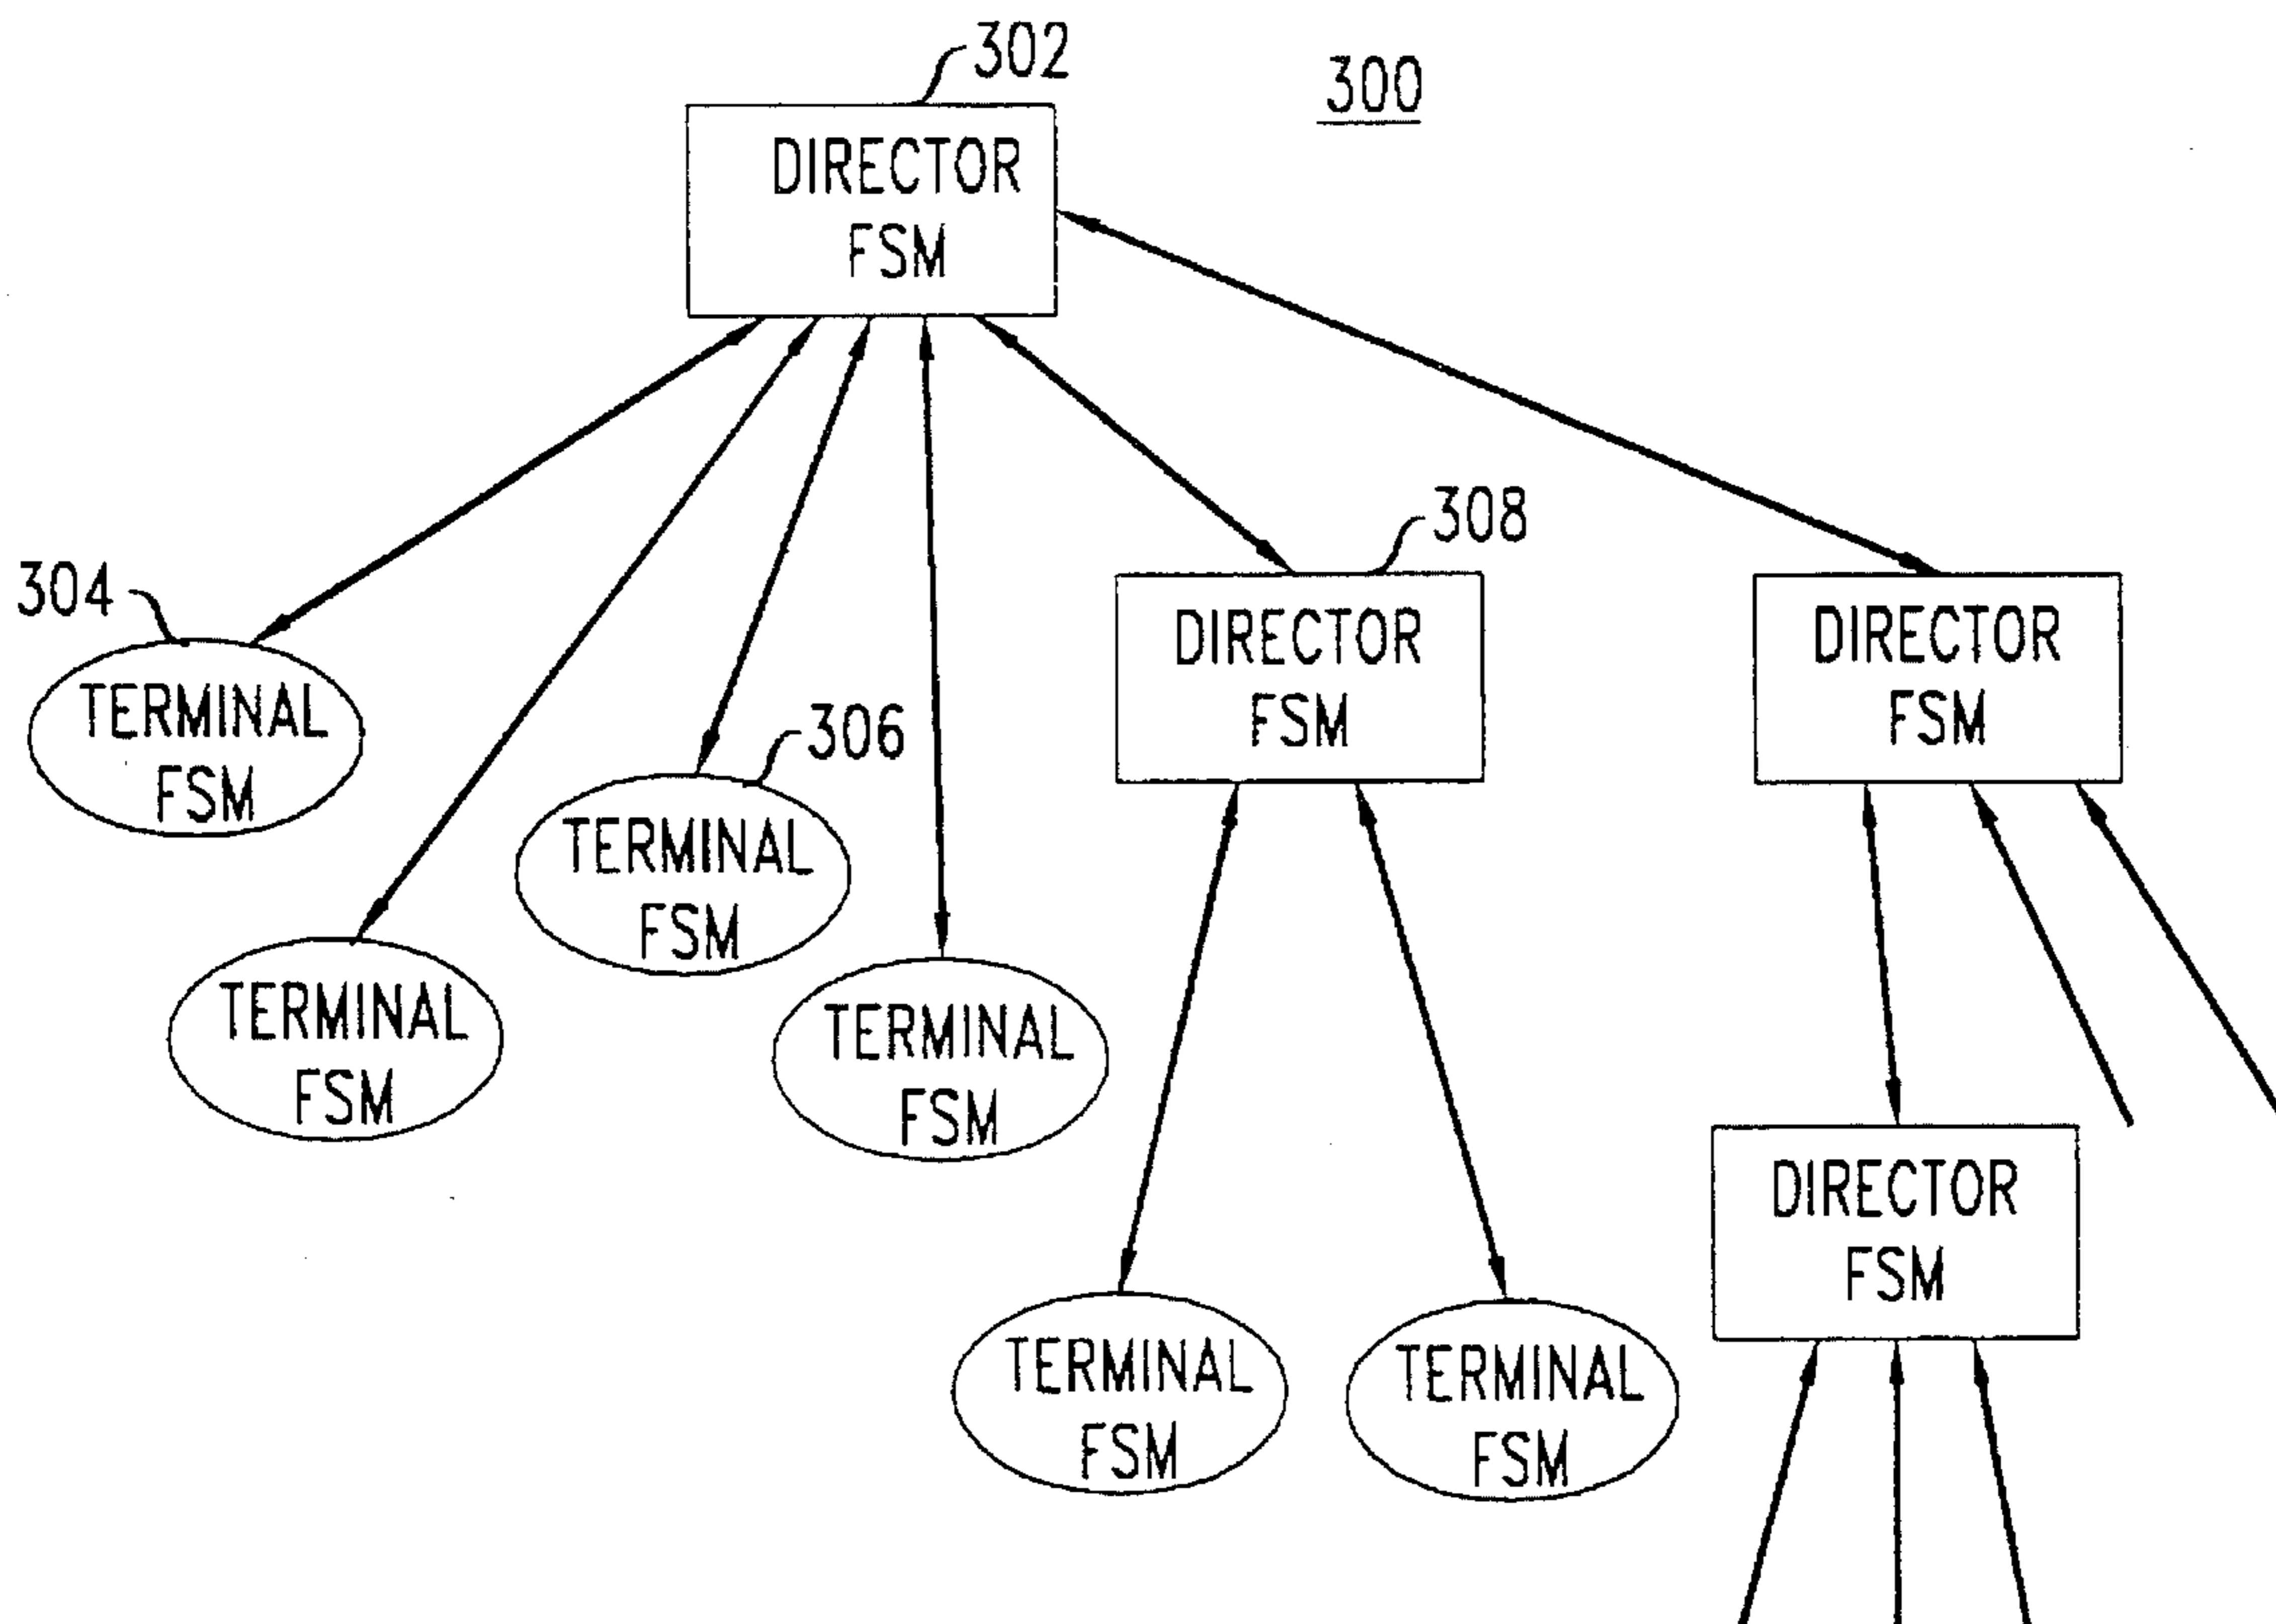 302
300
DIRECTOR
FSM
308
304
DIRECTOR
FSM
DIRECTOR
FSM
TERMINAL
FSM
306
TERMINAL
FSM
TERMINAL
FSM
TERMINAL
FSM
DIRECTOR
FSM
TERMINAL
FSM
TERMINAL
FSM